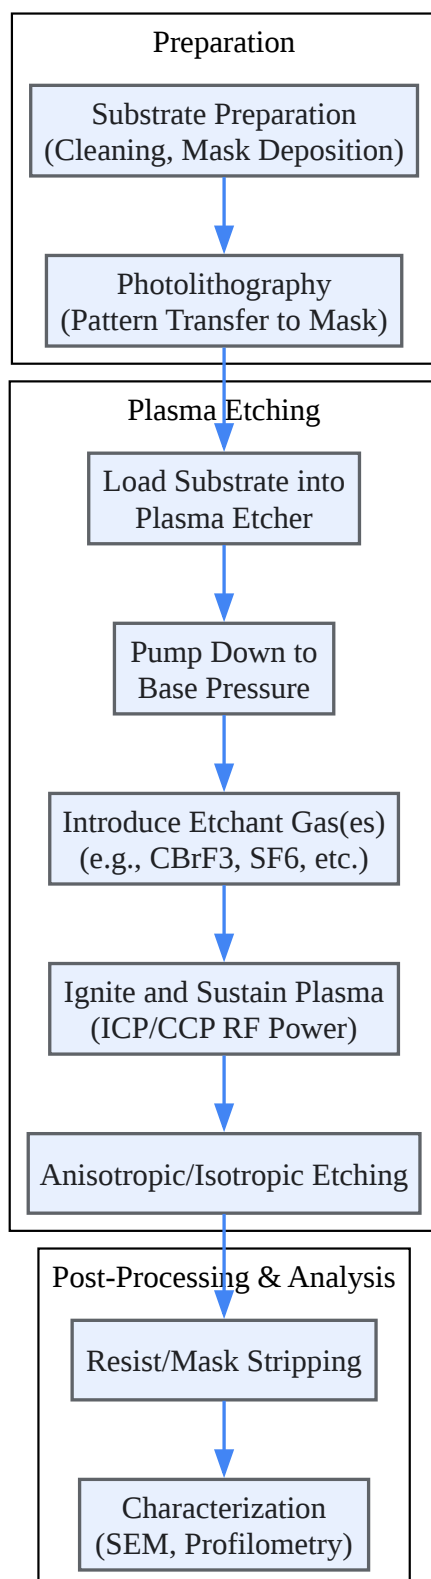 Preparation
Substrate Preparation
(Cleaning, Mask Deposition)
Photolithography
(Pattern Transfer to Mask)
Plasma Etching
Load Substrate into
Plasma Etcher
Pump Down to
Base Pressure
Introduce Etchant Gas(es)
(e.g., CBrF3, SF6, etc.)
Ignite and Sustain Plasma
(ICP/CCP RF Power)
Anisotropic/Isotropic Etching
Post-Processing & Analysis
Resist/Mask Stripping
Characterization
(SEM, Profilometry)